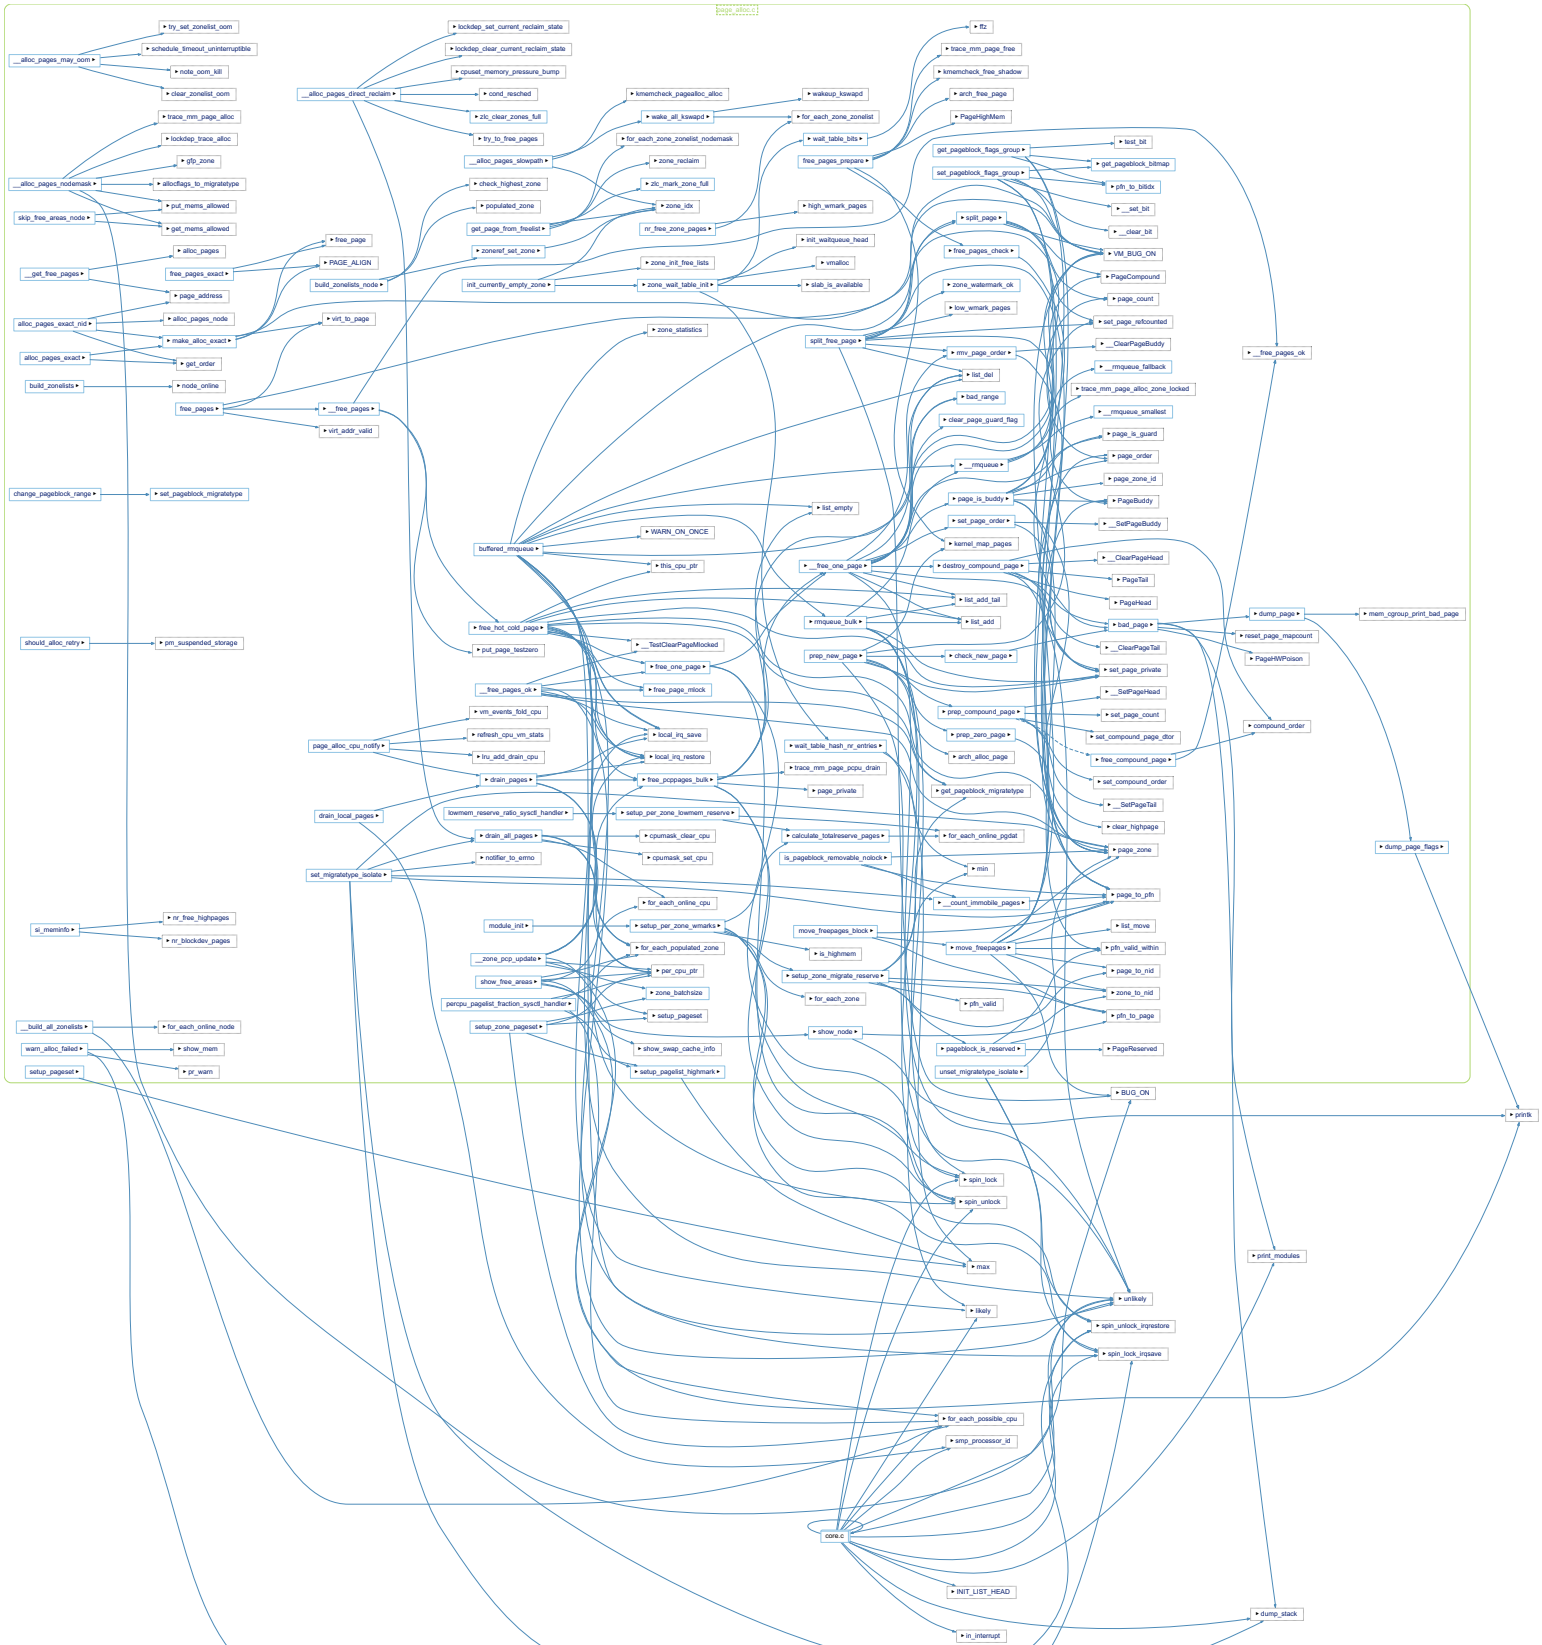 page_alloc.c
try_set_zonelist_oom
schedule_timeout_uninterruptible
__alloc_pages_may_oom
note_oom_kill
clear_zonelist_oom
trace_mm_page_alloc
lockdep_trace_alloc
gfp_zone
__alloc_pages_nodemask
allocflags_to_migratetype
put_mems_allowed
skip_free_areas_node
get_mems_allowed
alloc_pages
__get_free_pages
page_address
alloc_pages_exact_nid
alloc_pages_node
make_alloc_exact
alloc_pages_exact
get_order
build_zonelists
node_online
free_pages
change_pageblock_range
set_pageblock_migratetype
should_alloc_retry
pm_suspended_storage
si_meminfo
nr_free_highpages
nr_blockdev_pages
__build_all_zonelists
for_each_online_node
warn_alloc_failed
show_mem
pr_warn
setup_pageset
lockdep_set_current_reclaim_state
lockdep_clear_current_reclaim_state
cpuset_memory_pressure_bump
__alloc_pages_direct_reclaim
cond_resched
zlc_clear_zones_full
try_to_free_pages
__alloc_pages_slowpath
check_highest_zone
populated_zone
free_page
free_pages_exact
PAGE_ALIGN
build_zonelists_node
zoneref_set_zone
get_page_from_freelist
init_currently_empty_zone
virt_to_page
__free_pages
virt_addr_valid
buffered_rmqueue
free_hot_cold_page
put_page_testzero
__free_pages_ok
vm_events_fold_cpu
refresh_cpu_vm_stats
page_alloc_cpu_notify
lru_add_drain_cpu
drain_pages
drain_local_pages
lowmem_reserve_ratio_sysctl_handler
drain_all_pages
notifier_to_errno
set_migratetype_isolate
module_init
__zone_pcp_update
show_free_areas
percpu_pagelist_fraction_sysctl_handler
setup_zone_pageset
kmemcheck_pagealloc_alloc
wake_all_kswapd
for_each_zone_zonelist_nodemask
zone_reclaim
zlc_mark_zone_full
zone_idx
nr_free_zone_pages
zone_init_free_lists
zone_wait_table_init
zone_statistics
WARN_ON_ONCE
this_cpu_ptr
__TestClearPageMlocked
free_one_page
free_page_mlock
local_irq_save
local_irq_restore
free_pcppages_bulk
setup_per_zone_lowmem_reserve
cpumask_clear_cpu
cpumask_set_cpu
for_each_online_cpu
setup_per_zone_wmarks
for_each_populated_zone
per_cpu_ptr
zone_batchsize
setup_pageset
show_swap_cache_info
setup_pagelist_highmark
wakeup_kswapd
for_each_zone_zonelist
wait_table_bits
free_pages_prepare
high_wmark_pages
init_waitqueue_head
vmalloc
slab_is_available
split_free_page
list_empty
__free_one_page
rmqueue_bulk
prep_new_page
wait_table_hash_nr_entries
trace_mm_page_pcpu_drain
page_private
calculate_totalreserve_pages
is_pageblock_removable_nolock
move_freepages_block
is_highmem
setup_zone_migrate_reserve
for_each_zone
show_node
ffz
trace_mm_page_free
kmemcheck_free_shadow
arch_free_page
PageHighMem
get_pageblock_flags_group
set_pageblock_flags_group
split_page
free_pages_check
zone_watermark_ok
low_wmark_pages
rmv_page_order
list_del
bad_range
clear_page_guard_flag
__rmqueue
page_is_buddy
set_page_order
kernel_map_pages
destroy_compound_page
list_add_tail
list_add
check_new_page
prep_compound_page
prep_zero_page
arch_alloc_page
get_pageblock_migratetype
for_each_online_pgdat
min
__count_immobile_pages
move_freepages
pfn_valid
pageblock_is_reserved
unset_migratetype_isolate
test_bit
get_pageblock_bitmap
pfn_to_bitidx
__set_bit
__clear_bit
VM_BUG_ON
PageCompound
page_count
set_page_refcounted
__ClearPageBuddy
__rmqueue_fallback
trace_mm_page_alloc_zone_locked
__rmqueue_smallest
page_is_guard
page_order
page_zone_id
PageBuddy
__SetPageBuddy
__ClearPageHead
PageTail
PageHead
bad_page
__ClearPageTail
set_page_private
__SetPageHead
set_page_count
set_compound_page_dtor
free_compound_page
set_compound_order
__SetPageTail
clear_highpage
page_zone
page_to_pfn
list_move
pfn_valid_within
page_to_nid
zone_to_nid
pfn_to_page
PageReserved
__free_pages_ok
dump_page
mem_cgroup_print_bad_page
reset_page_mapcount
PageHWPoison
compound_order
dump_page_flags
BUG_ON
printk
spin_lock
spin_unlock
print_modules
max
unlikely
likely
spin_unlock_irqrestore
spin_lock_irqsave
for_each_possible_cpu
smp_processor_id
core.c
INIT_LIST_HEAD
dump_stack
in_interrupt